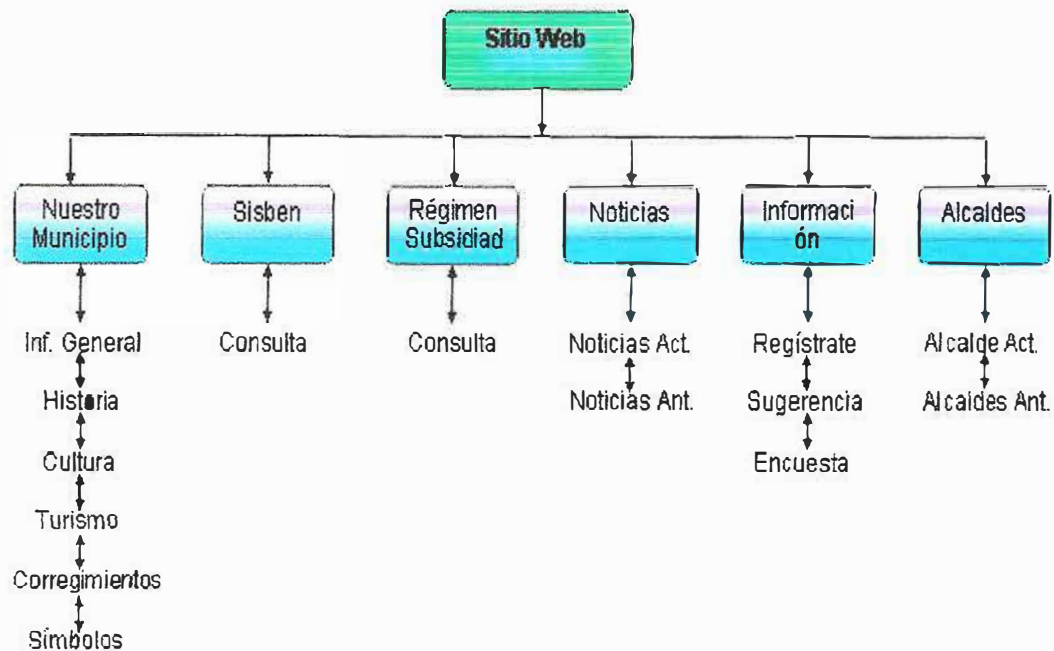 Sitio Web
Nuestro
Municipio
Sisben
Régimen
Subsidiad
Noticias
Informaci
ón
Alcaldes
Inf. General
Consulta
Consulta
Noticias Act.
Regístrate
Alcalde Act.
Historia
Noticias Ant.
Sugerencia
Alcaldes Ant.
Cultura
Encuesta
Turismo
Corregimientos
Símbolos